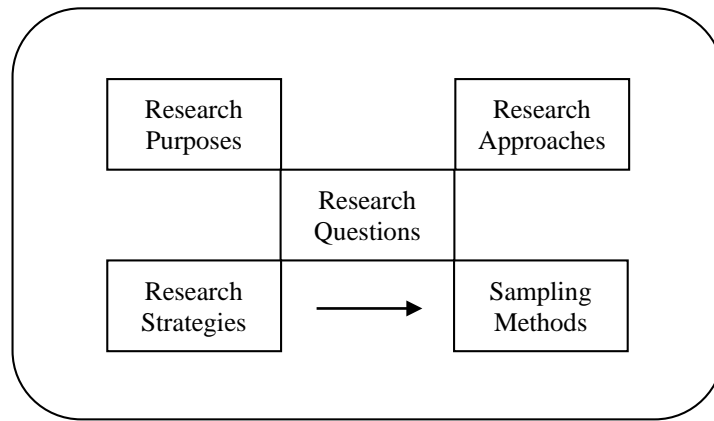 Research
Purposes
Research
Approaches
Research
Questions
Research
Strategies
Sampling
Methods